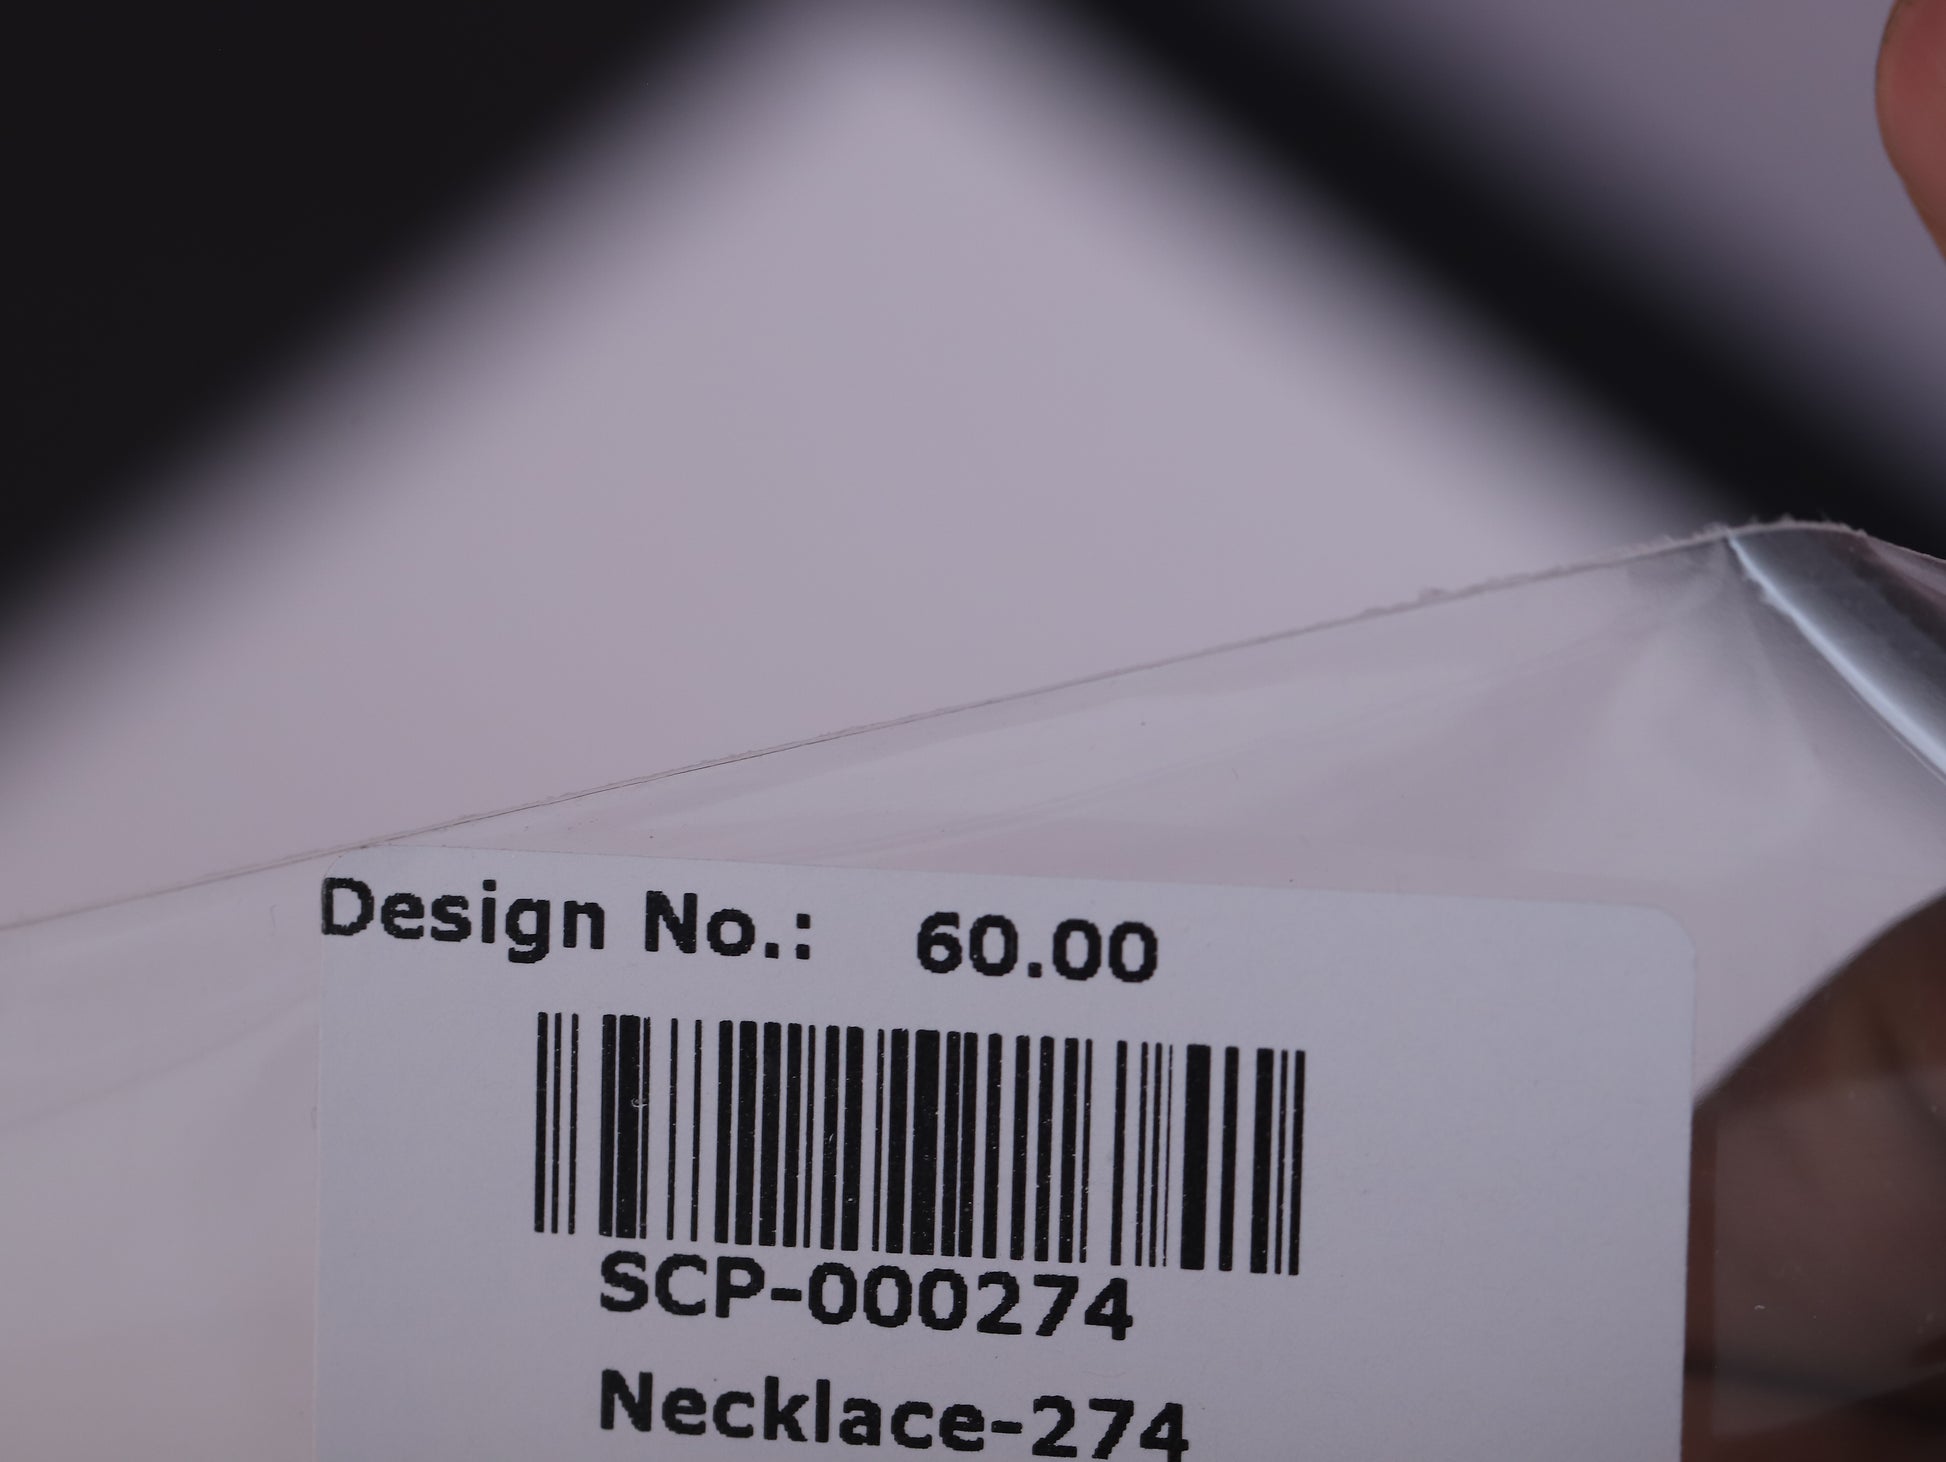 Design No.: 60.00
SCP-000274
Necklace-274